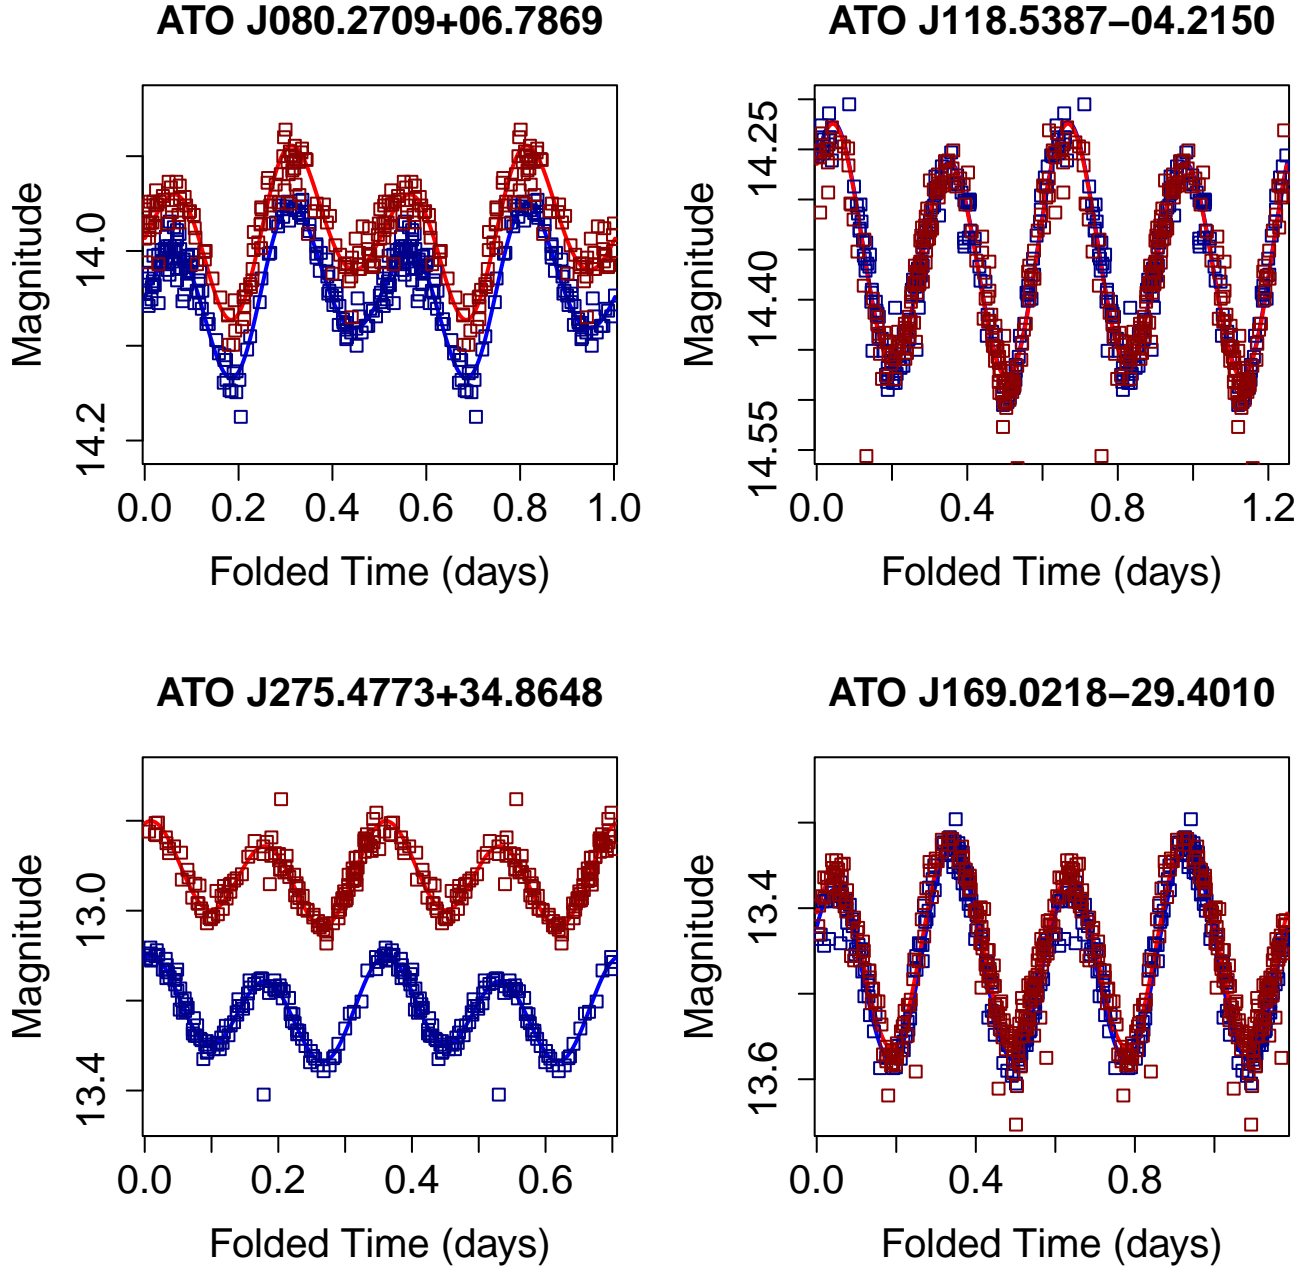 ATO J080.2709+06.7869
Magnitude
14.0
14.2
0.0 0.2 0.4 0.6 0.8 1.0
Folded Time (days)
ATO J118.5387−04.2150
Magnitude
14.25
14.40
14.55
0.0 0.4 0.8 1.2
Folded Time (days)
ATO J275.4773+34.8648
Magnitude
13.0
13.4
0.0 0.2 0.4 0.6
Folded Time (days)
ATO J169.0218−29.4010
Magnitude
13.4
13.6
0.0 0.4 0.8
Folded Time (days)